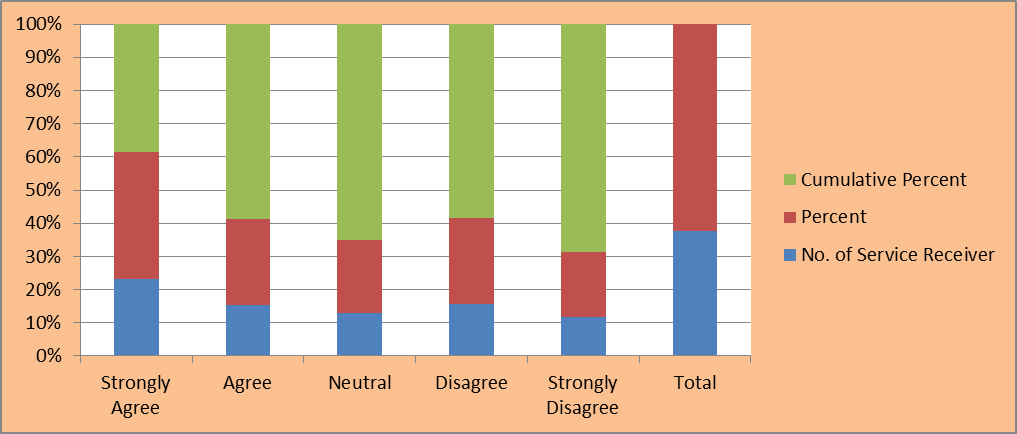 100%
90%
80%
70%
60%
50%
40%
30%
20%
10%
0%
Strongly
Agree
Agree
Neutral
Disagree
Strongly
Disagree
Total
Cumulative Percent
Percent
No. of Service Receiver